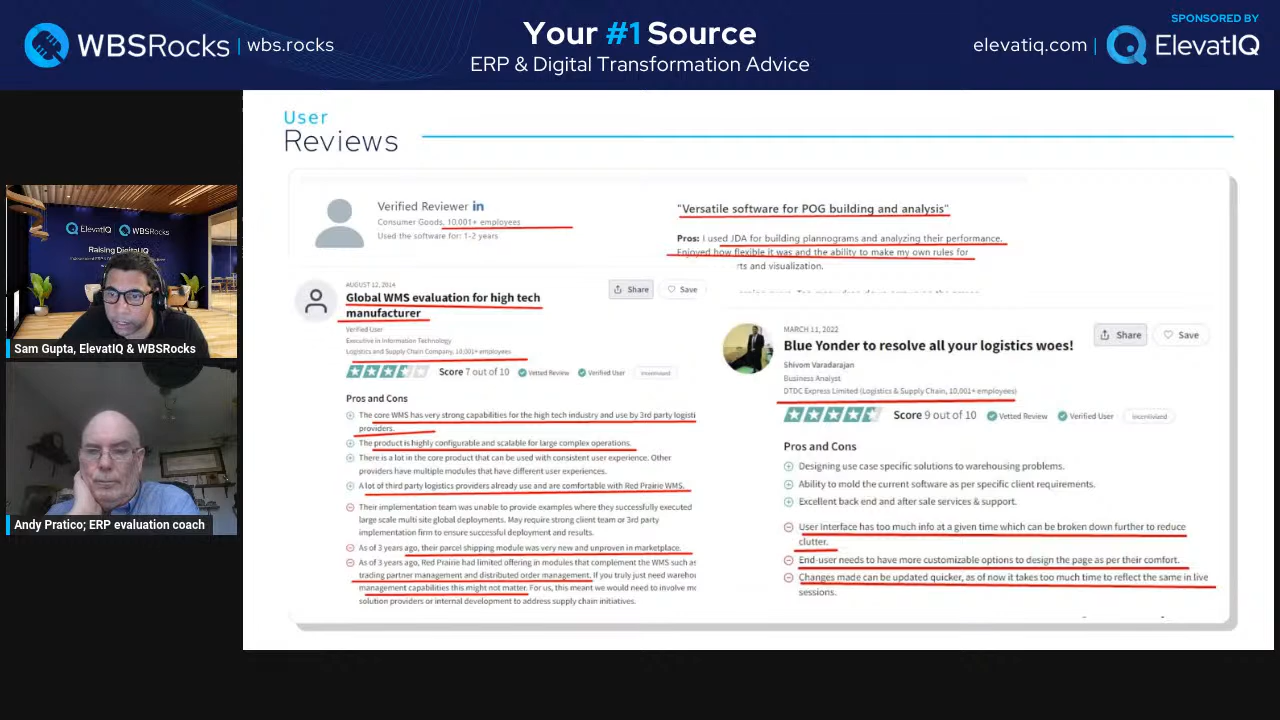 WBSRocks | wbs.rocks
Your #1 Source
ERP & Digital Transformation Advice
SPONSORED BY
elevatiq.com | ElevatIQ
User
Reviews
Verified Reviewer in
Consumer Goods, 10,001+ employees
Used the software for: 1-2 years
"Versatile software for POG building and analysis"
Pros: I used JDA for building plannograms and analyzing their performance.
Enjoyed how flexible it was and the ability to make my own rules for
rts and visualization.
AUGUST 12, 2014
Global WMS evaluation for high tech
manufacturer
Share
Save
Verified User
Executive in Information Technology
Logistics and Supply Chain Company, 10,001+ employees
Score 7 out of 10
Vetted Review
Verified User
Incentivized
Pros and Cons
The core WMS has very strong capabilities for the high tech industry and use by 3rd party logisti
providers.
The product is highly configurable and scalable for large complex operations.
There is a lot in the core product that can be used with consistent user experience. Other
providers have multiple modules that have different user experiences.
A lot of third party logistics providers already use and are comfortable with Red Prairie WMS.
Their implementation team was unable to provide examples where they successfully executed
large scale multi site global deployments. May require strong client team or 3rd party
implementation firm to ensure successful deployment and results.
As of 3 years ago, their parcel shipping module was very new and unproven in marketplace.
As of 3 years ago, Red Prairie had limited offering in modules that complement the WMS such as
trading partner management and distributed order management. If you truly just need warehou
management capabilities this might not matter. For us, this meant we would need to involve mo
solution providers or internal development to address supply chain initiatives.
MARCH 11, 2022
Blue Yonder to resolve all your logistics woes!
Share
Save
Shivom Varadarajan
Business Analyst
DTDC Express Limited (Logistics & Supply Chain, 10,001+ employees)
Score 9 out of 10
Vetted Review
Verified User
Incentivized
Pros and Cons
Designing use case specific solutions to warehousing problems.
Ability to mold the current software as per specific client requirements.
Excellent back end and after sale services & support.
User Interface has too much info at a given time which can be broken down further to reduce
clutter.
End-user needs to have more customizable options to design the page as per their comfort.
Changes made can be updated quicker, as of now it takes too much time to reflect the same in live
sessions.
ElevatIQ WBSRocks
Raising Digital
Sam Gupta, ElevatIQ & WBSRocks
Andy Pratico; ERP evaluation coach